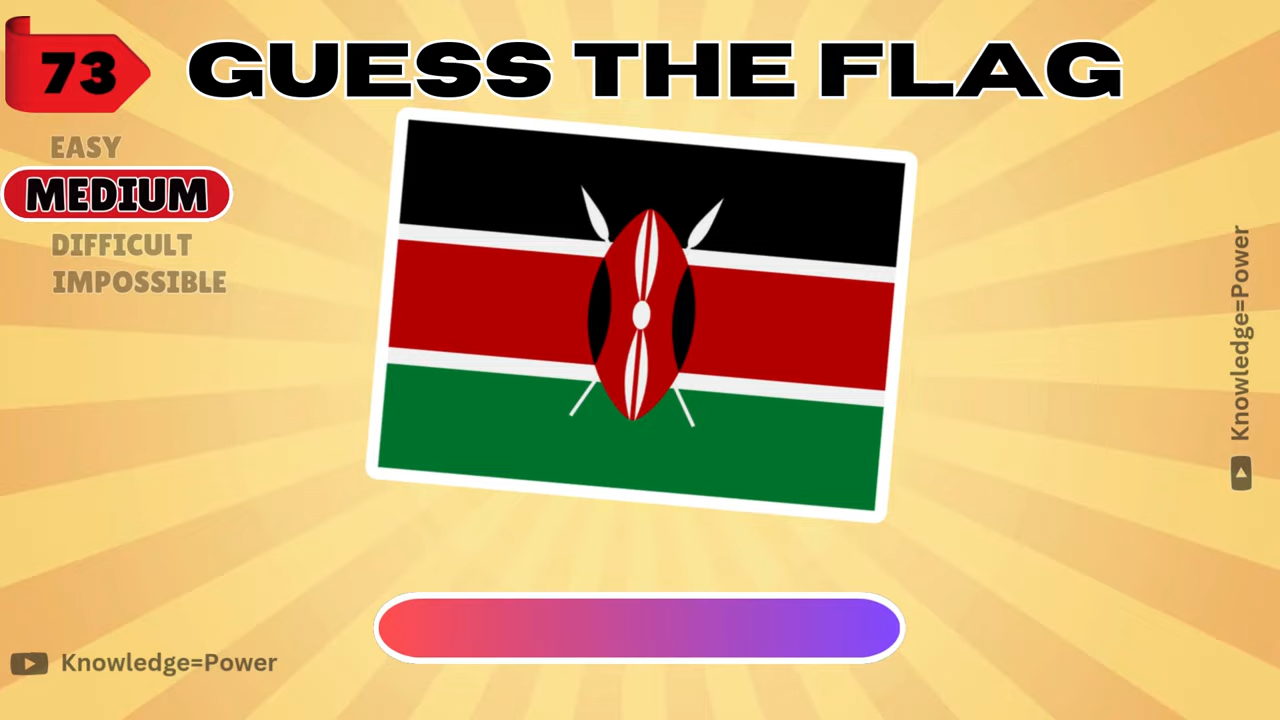 73
GUESS THE FLAG
EASY
MEDIUM
DIFFICULT
IMPOSSIBLE
Knowledge=Power
Knowledge=Power